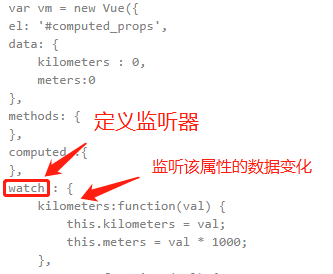 var vm = new Vue({
el: '#computed_props',
data: {
kilometers : 0,
meters:0
},
methods: {
定义监听器
},
computed :{
},
监听该属性的数据变化
watch : {
kilometers:function(val) {
this.kilometers = val;
this.meters = val * 1000;
},